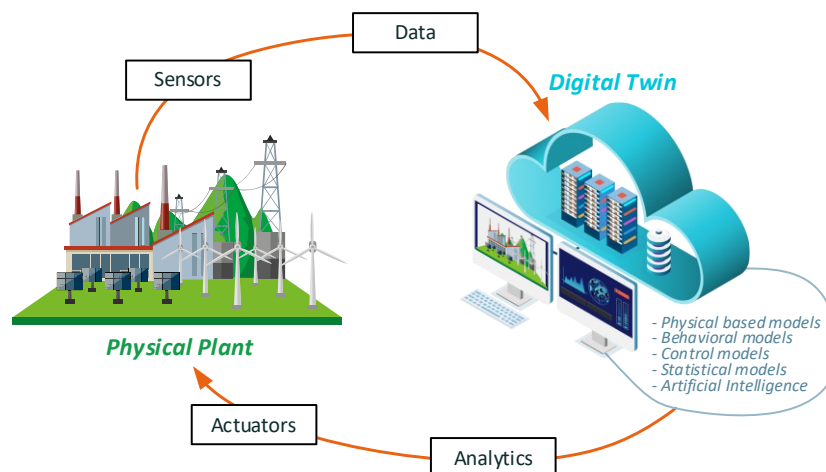 Data
Sensors
Digital Twin
Physical Plant
- Physical based models
- Behavioral models
- Control models
- Statistical models
- Artificial Intelligence
Actuators
Analytics